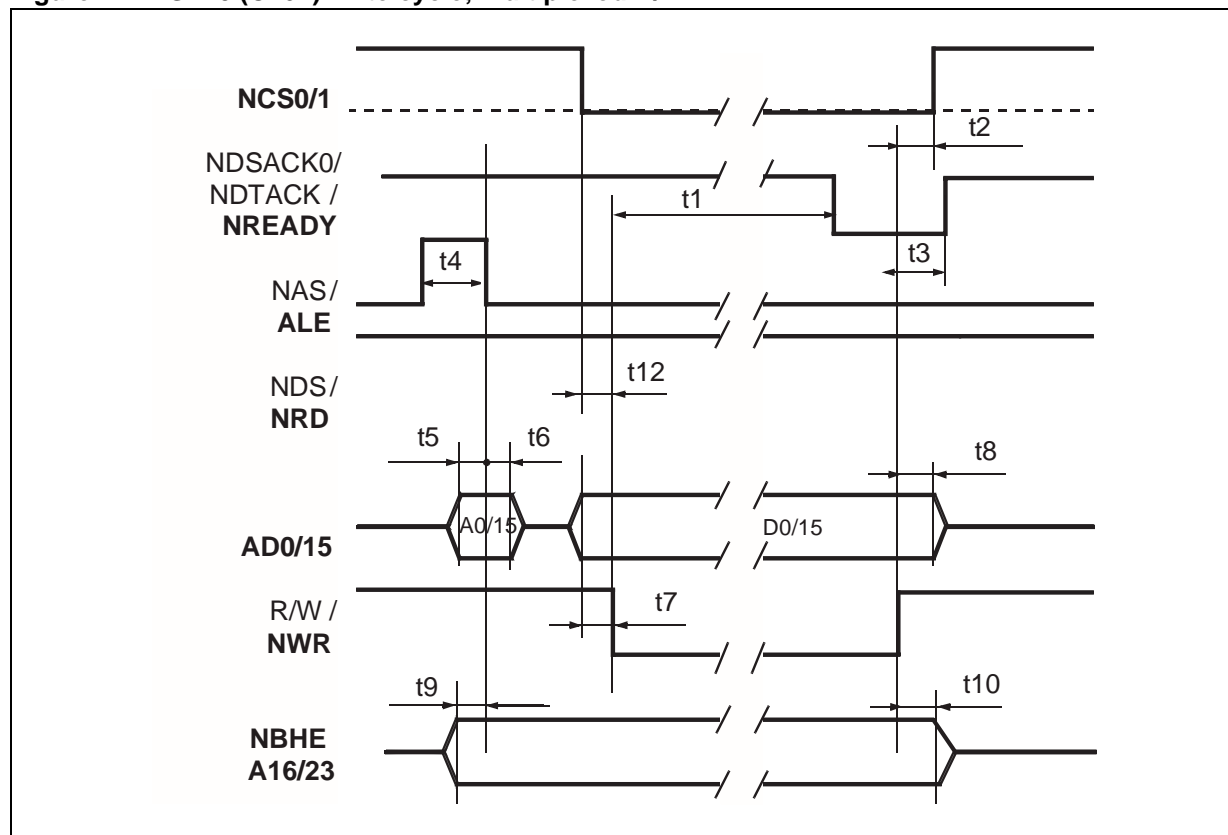 NCS0/1
t2
NDSACK0/
NDTACK /
NREADY
t1
t3
t4
NAS/
ALE
t12
NDS/
NRD
t5
t6
t8
A0/15
D0/15
AD0/15
R/W /
NWR
t7
t9
t10
NBHE
A16/23